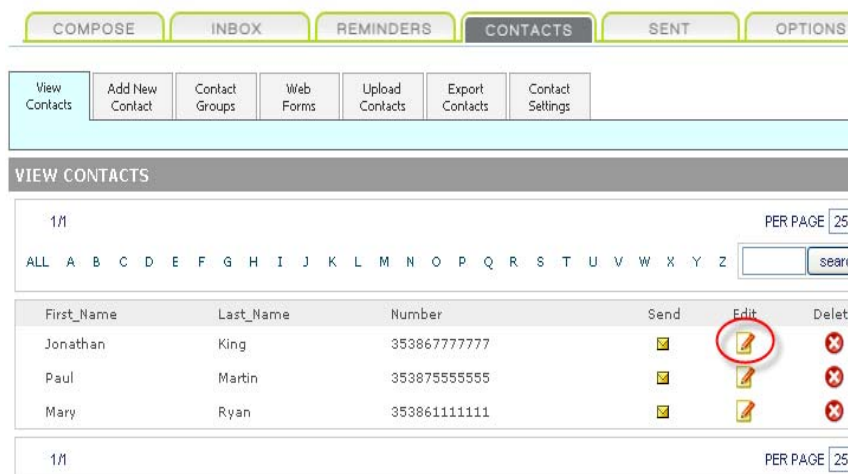 COMPOSE INBOX REMINDERS CONTACTS SENT OPTIONS
View Contacts Add New Contact Contact Groups Web Forms Upload Contacts Export Contacts Contact Settings
VIEW CONTACTS
1/1 PER PAGE 25
ALL A B C D E F G H I J K L M N O P Q R S T U V W X Y Z sear
First_Name Last_Name Number Send Edit Delet
Jonathan King 353867777777
Paul Martin 353875555555
Mary Ryan 353861111111
1/1 PER PAGE 25